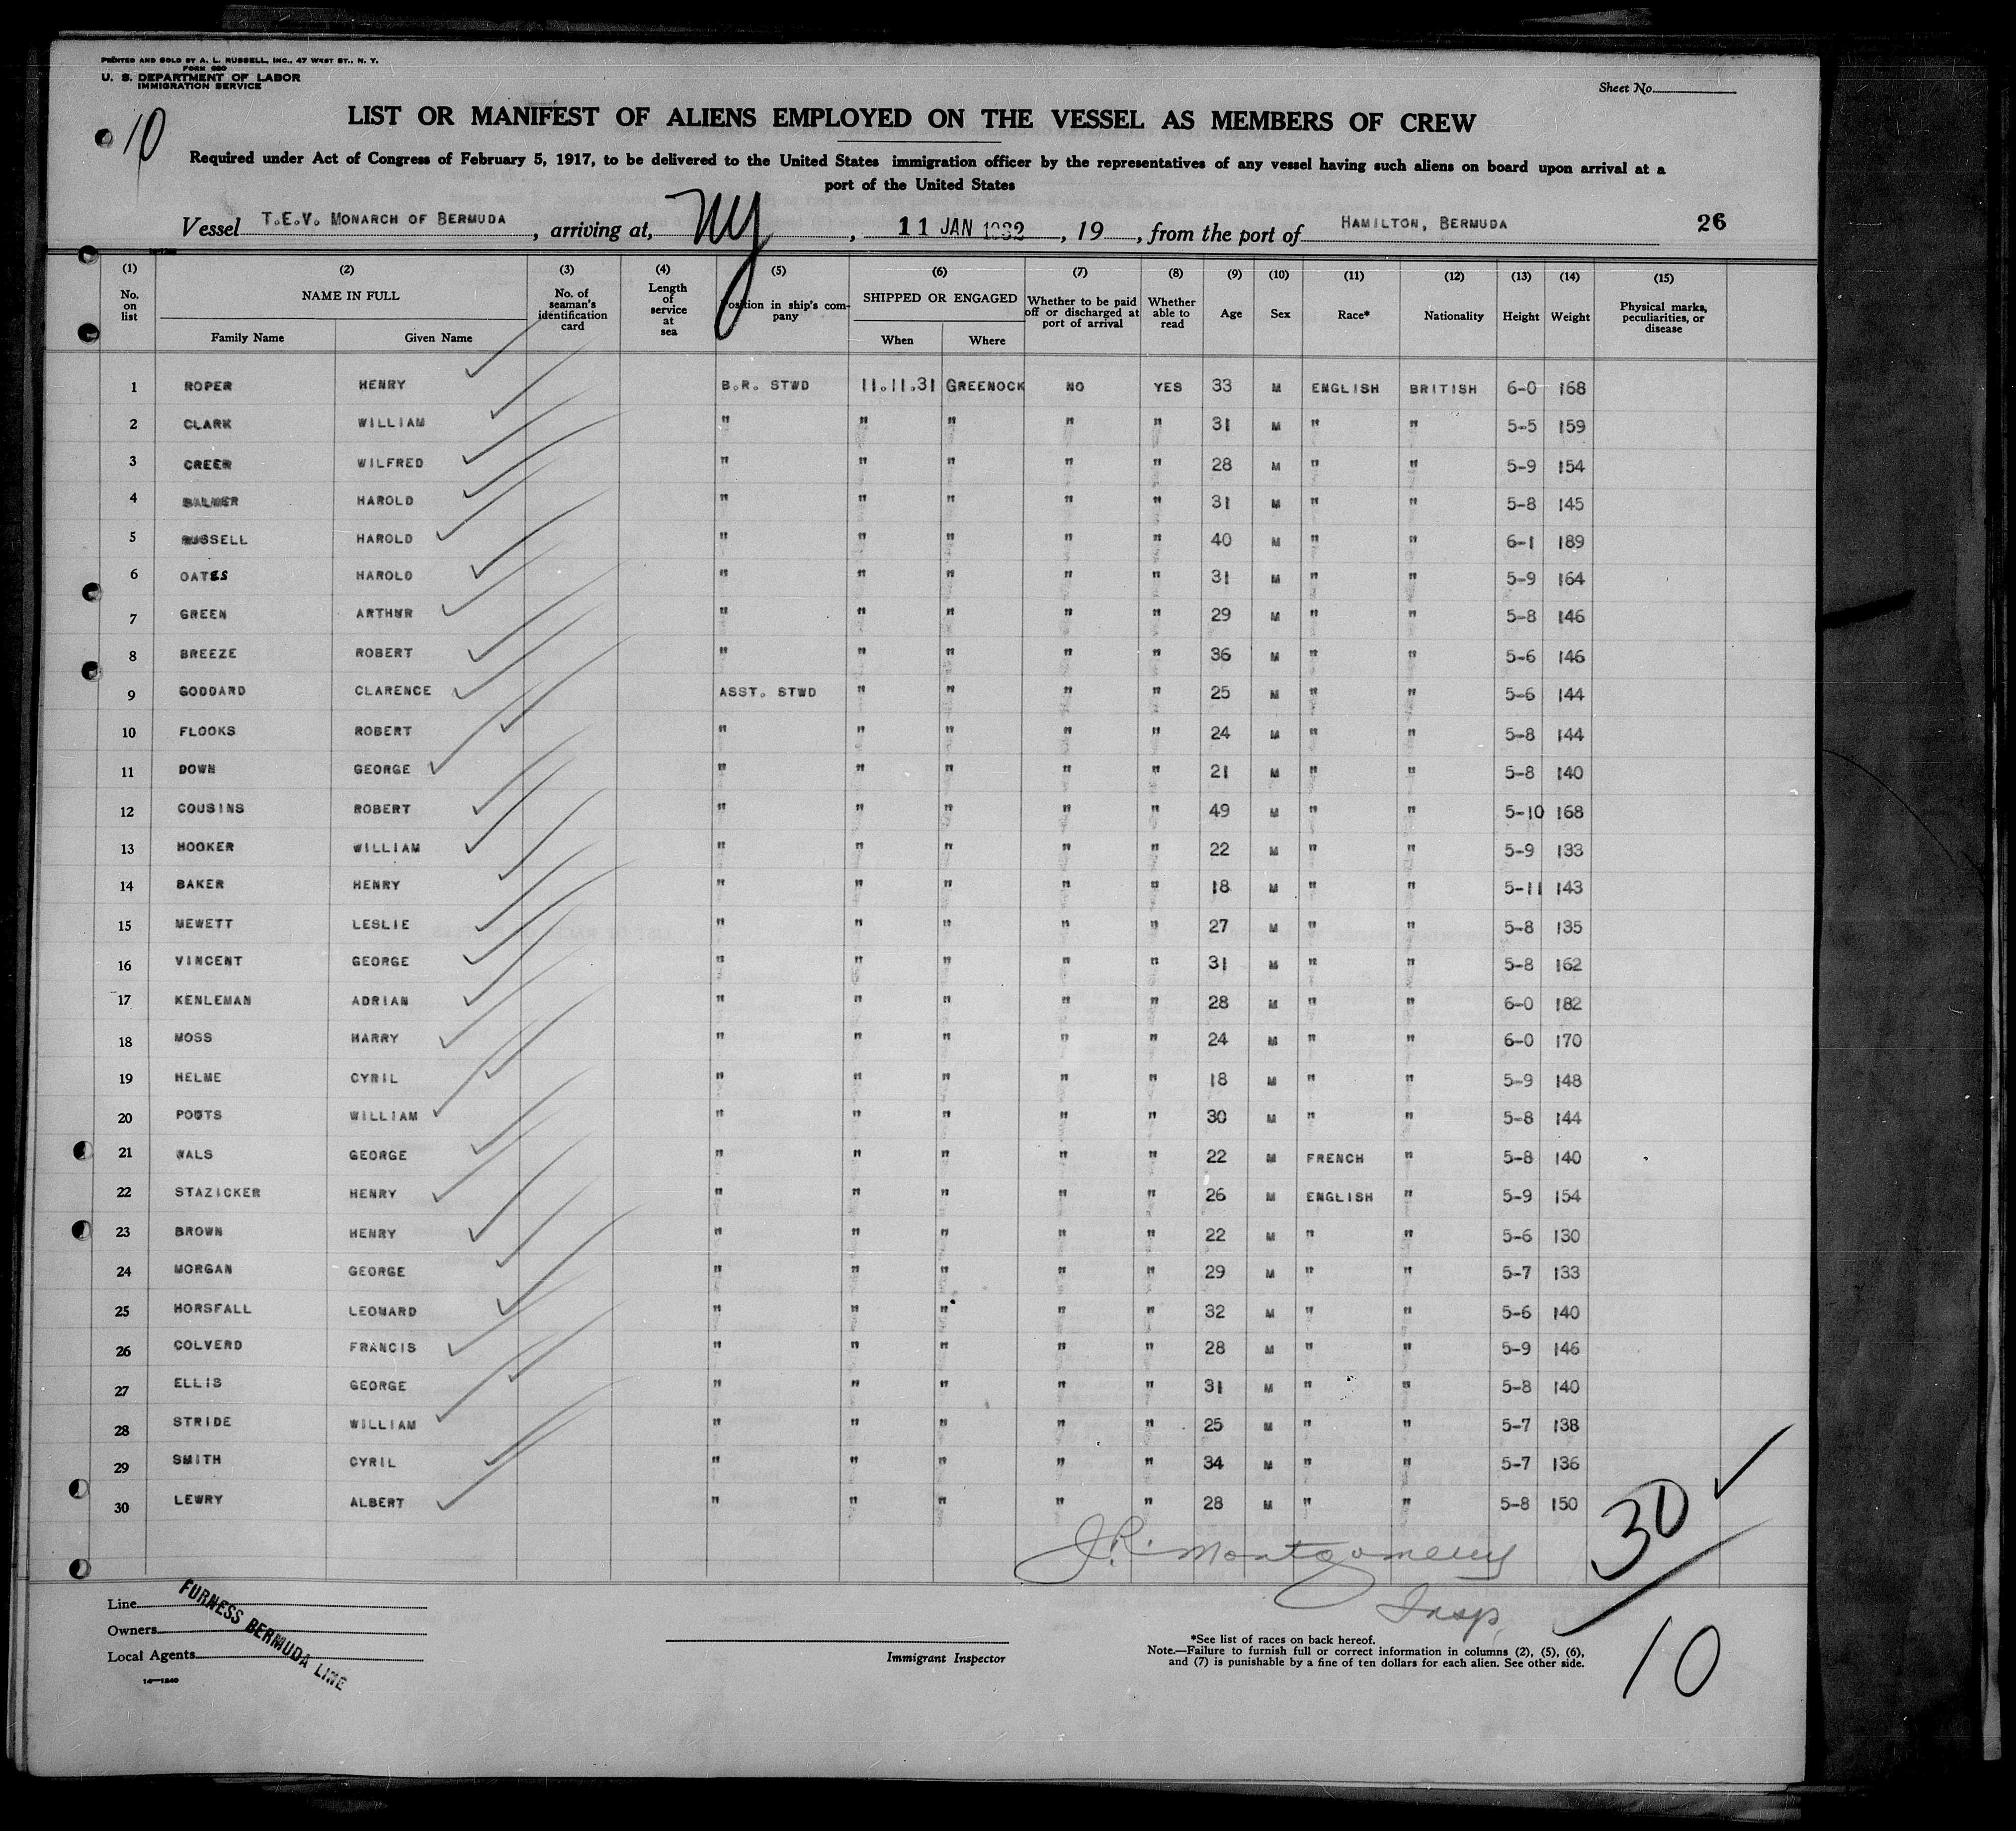 PRINTED AND SOLD BY A. L. RUSSELL, INC., 47 WEST ST., N. Y.
FORM 680
U. S. DEPARTMENT OF LABOR
IMMIGRATION SERVICE
Sheet No.
10
LIST OR MANIFEST OF ALIENS EMPLOYED ON THE VESSEL AS MEMBERS OF CREW
Required under Act of Congress of February 5, 1917, to be delivered to the United States immigration officer by the representatives of any vessel having such aliens on board upon arrival at a
port of the United States
Vessel T.E.V. MONARCH OF BERMUDA, arriving at, NY, 11 JAN 1932, 19, from the port of HAMILTON, BERMUDA 26
(1) (2) (3) (4) (5) (6) (7) (8) (9) (10) (11) (12) (13) (14) (15)
No. on list NAME IN FULL Family Name Given Name No. of seaman's identification card Length of service at sea Position in ship's company SHIPPED OR ENGAGED When Where Whether to be paid off or discharged at port of arrival Whether able to read Age Sex Race* Nationality Height Weight Physical marks, peculiarities, or disease
1 ROPER HENRY B.R. STWD 11.11.31 GREENOCK NO YES 33 M ENGLISH BRITISH 6-0 168
2 CLARK WILLIAM " " " " " 31 M " " 5-5 159
3 CREER WILFRED " " " " " 28 M " " 5-9 154
4 BALMER HAROLD " " " " " 31 M " " 5-8 145
5 RUSSELL HAROLD " " " " " 40 M " " 6-1 189
6 OATES HAROLD " " " " " 31 M " " 5-9 164
7 GREEN ARTHUR " " " " " 29 M " " 5-8 146
8 BREEZE ROBERT " " " " " 36 M " " 5-6 146
9 GODDARD CLARENCE ASST. STWD " " " " 25 M " " 5-6 144
10 FLOOKS ROBERT " " " " " 24 M " " 5-8 144
11 DOWN GEORGE " " " " " 21 M " " 5-8 140
12 COUSINS ROBERT " " " " " 49 M " " 5-10 168
13 HOOKER WILLIAM " " " " " 22 M " " 5-9 133
14 BAKER HENRY " " " " " 18 M " " 5-11 143
15 MEWETT LESLIE " " " " " 27 M " " 5-8 135
16 VINCENT GEORGE " " " " " 31 M " " 5-8 162
17 KENLEMAN ADRIAN " " " " " 28 M " " 6-0 182
18 MOSS HARRY " " " " " 24 M " " 6-0 170
19 HELME CYRIL " " " " " 18 M " " 5-9 148
20 POUTS WILLIAM " " " " " 30 M " " 5-8 144
21 WALS GEORGE " " " " " 22 M FRENCH " 5-8 140
22 STAZICKER HENRY " " " " " 26 M ENGLISH " 5-9 154
23 BROWN HENRY " " " " " 22 M " " 5-6 130
24 MORGAN GEORGE " " " " " 29 M " " 5-7 133
25 HORSFALL LEONARD " " " " " 32 M " " 5-6 140
26 COLVERD FRANCIS " " " " " 28 M " " 5-9 146
27 ELLIS GEORGE " " " " " 31 M " " 5-8 140
28 STRIDE WILLIAM " " " " " 25 M " " 5-7 138
29 SMITH CYRIL " " " " " 34 M " " 5-7 136
30 LEWRY ALBERT " " " " " 28 M " " 5-8 150
30
J.R. Montgomery
Insp.
10
Line
Owners
Local Agents
FURNESS BERMUDA LINE
14—1240
Immigrant Inspector
*See list of races on back hereof.
Note.—Failure to furnish full or correct information in columns (2), (5), (6),
and (7) is punishable by a fine of ten dollars for each alien. See other side.